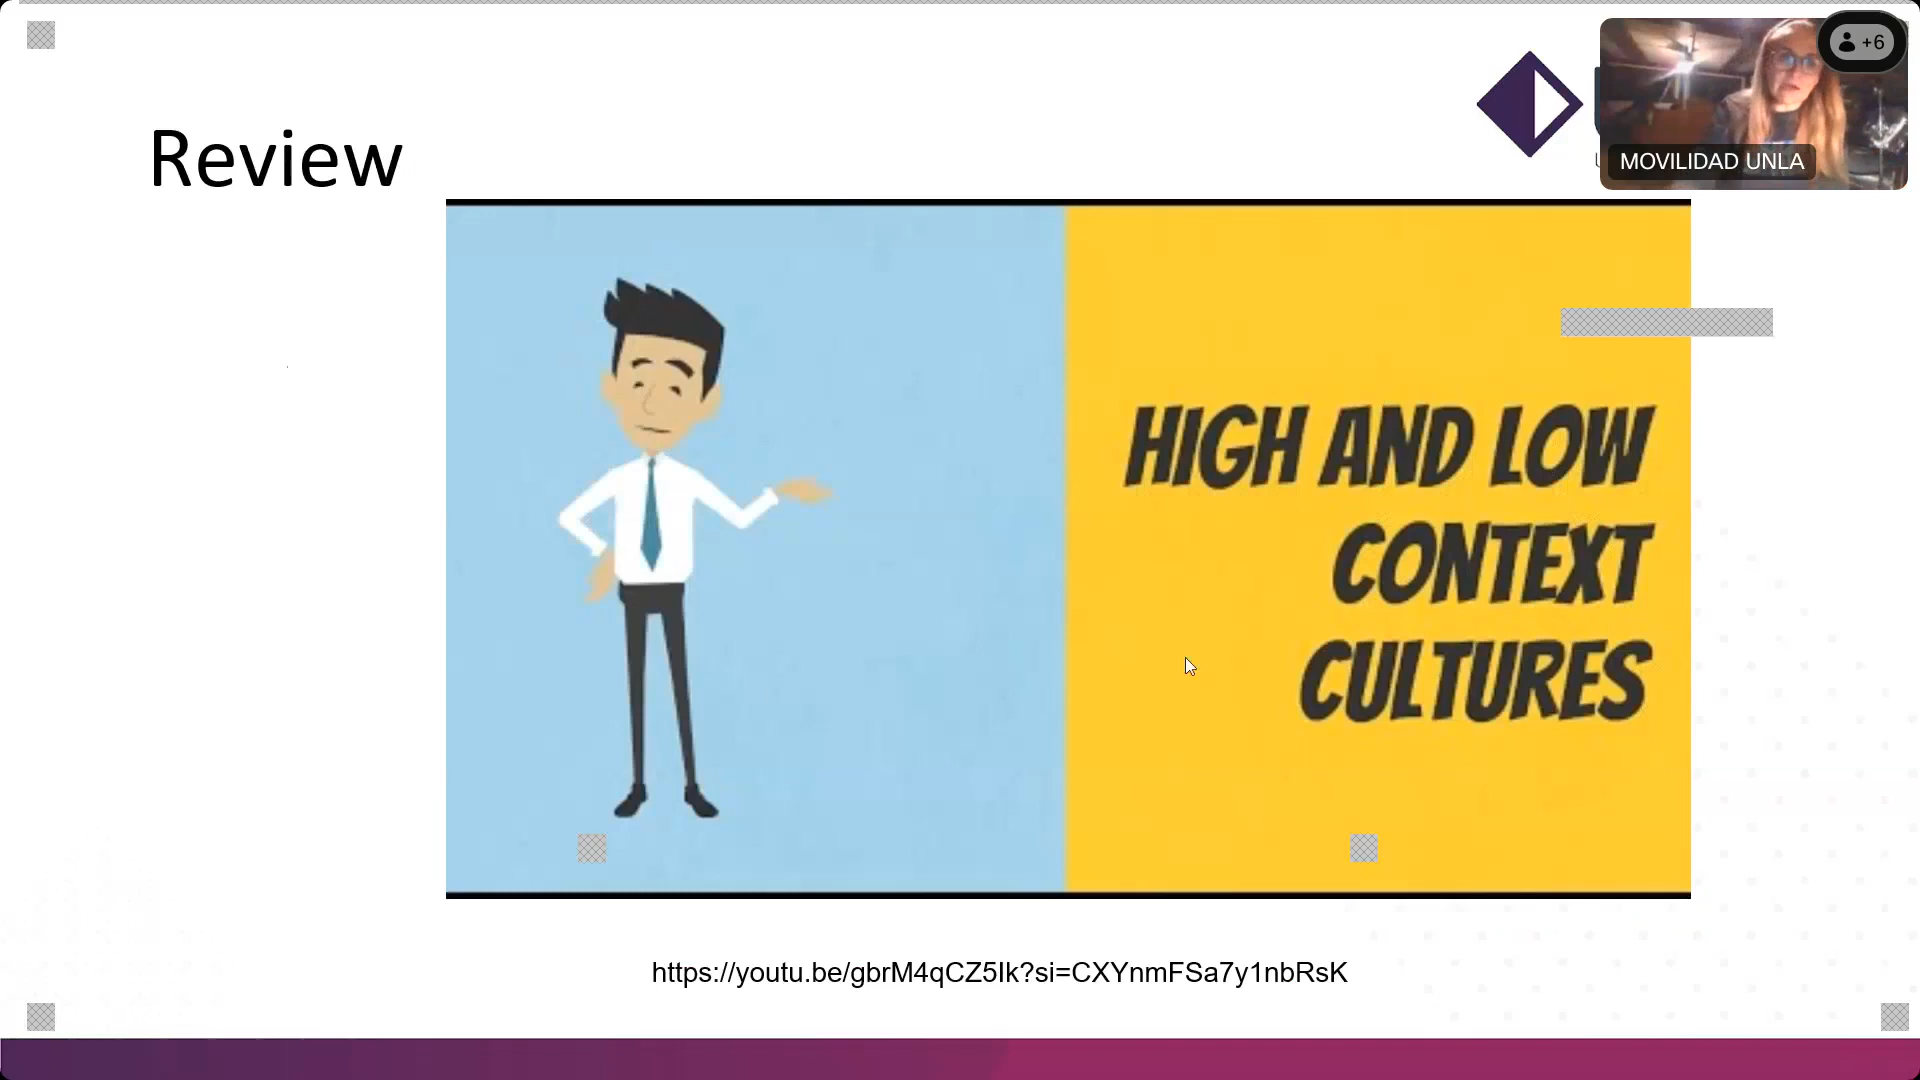 +6
MOVILIDAD UNLA
Review
HIGH AND LOW
CONTEXT
CULTURES
https://youtu.be/gbrM4qCZ5Ik?si=CXYnmFSa7y1nbRsK